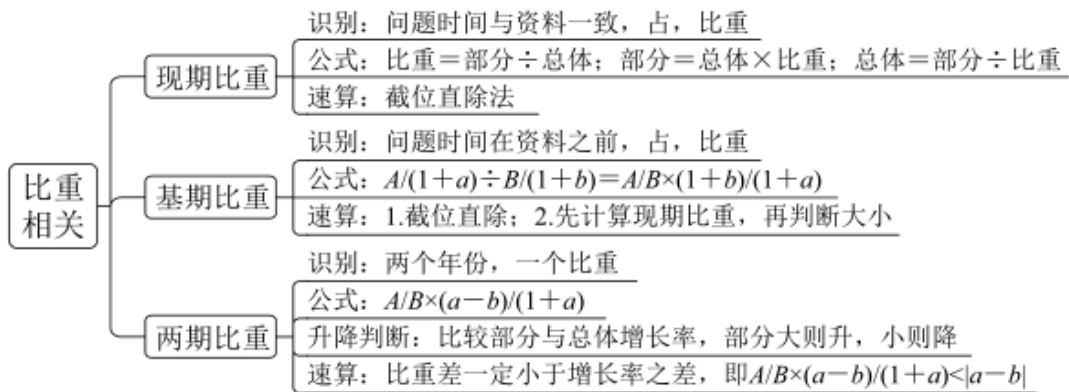 比重
相关
现期比重
识别：问题时间与资料一致，占，比重
公式：比重＝部分÷总体；部分＝总体×比重；总体＝部分÷比重
速算：截位直除法
基期比重
识别：问题时间在资料之前，占，比重
公式：A/(1＋a)÷B/(1＋b)＝A/B×(1＋b)/(1＋a)
速算：1.截位直除；2.先计算现期比重，再判断大小
两期比重
识别：两个年份，一个比重
公式：A/B×(a－b)/(1＋a)
升降判断：比较部分与总体增长率，部分大则升，小则降
速算：比重差一定小于增长率之差，即A/B×(a－b)/(1＋a)<|a－b|